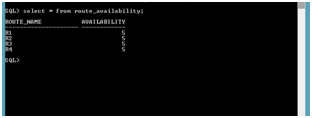 SQL> select * from route_availability;
ROUTE_NAME AVAILABILITY
-------------------- ------------
R1 5
R2 5
R3 5
R4 5
SQL>